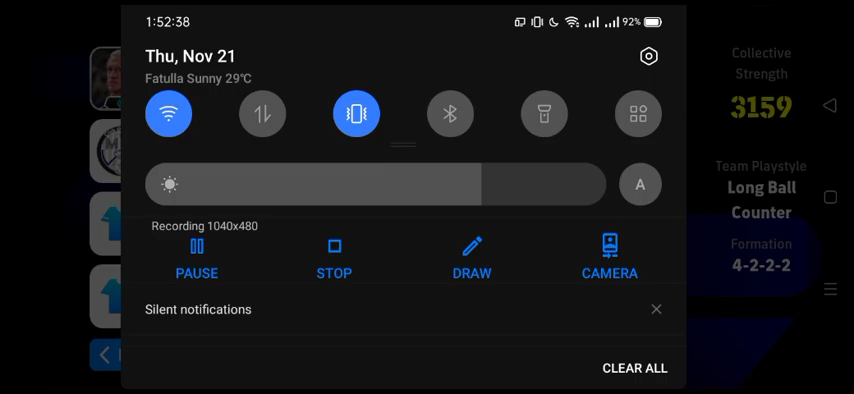 1:52:38
92%
Thu, Nov 21
Fatulla Sunny 29°C
A
Recording 1040x480
PAUSE
STOP
DRAW
CAMERA
Silent notifications
CLEAR ALL
Collective
Strength
3159
Team Playstyle
Long Ball
Counter
Formation
4-2-2-2